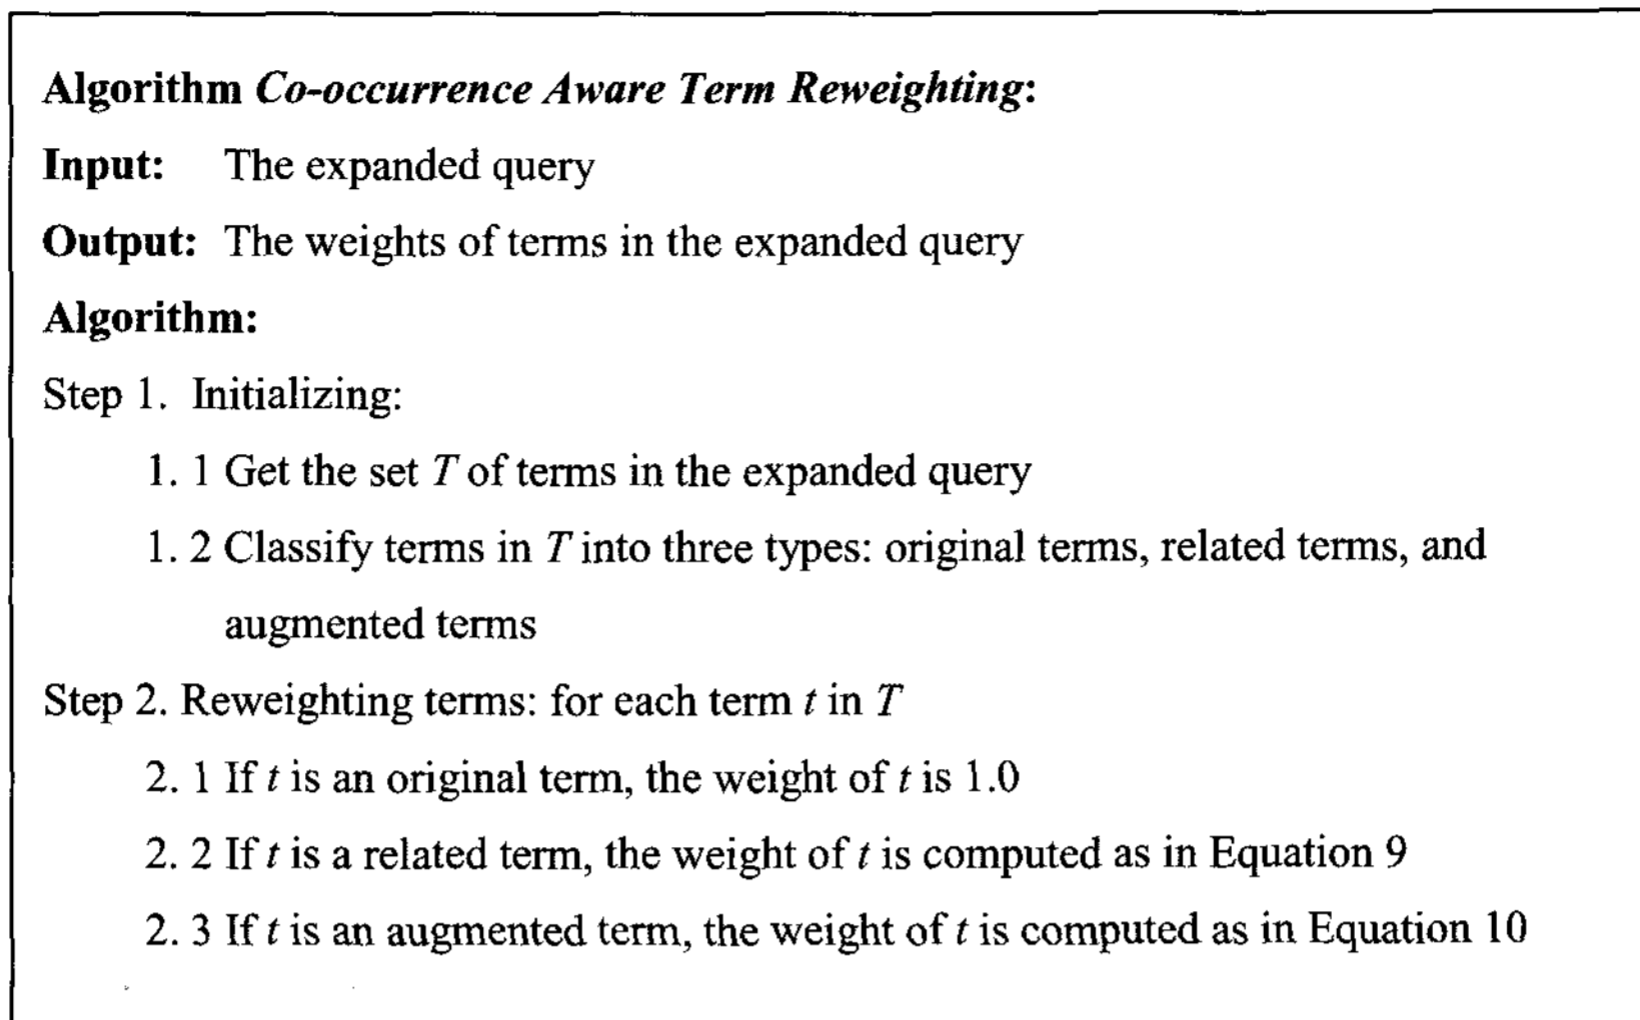 Algorithm Co-occurrence Aware Term Reweighting:
Input: The expanded query
Output: The weights of terms in the expanded query
Algorithm:
Step 1. Initializing:
1. 1 Get the set T of terms in the expanded query
1. 2 Classify terms in T into three types: original terms, related terms, and
augmented terms
Step 2. Reweighting terms: for each term t in T
2. 1 If t is an original term, the weight of t is 1.0
2. 2 If t is a related term, the weight of t is computed as in Equation 9
2. 3 If t is an augmented term, the weight of t is computed as in Equation 10